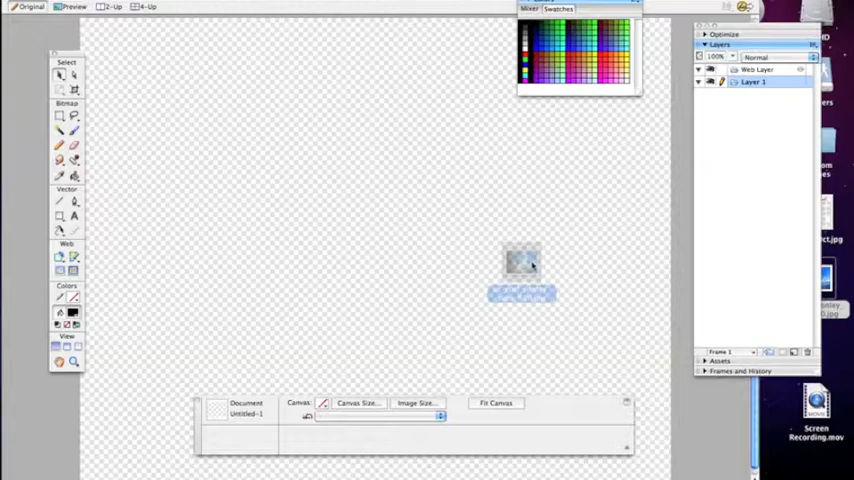 Original
Preview
2-Up
4-Up
Mixer
Swatches
Optimize
Layers
100%
Normal
Web Layer
Layer 1
Frame 1
Assets
Frames and History
Select
Bitmap
Vector
Web
Colors
View
Document
Untitled-1
Canvas:
Canvas Size...
Image Size...
Fit Canvas
Screen
Recording.mov